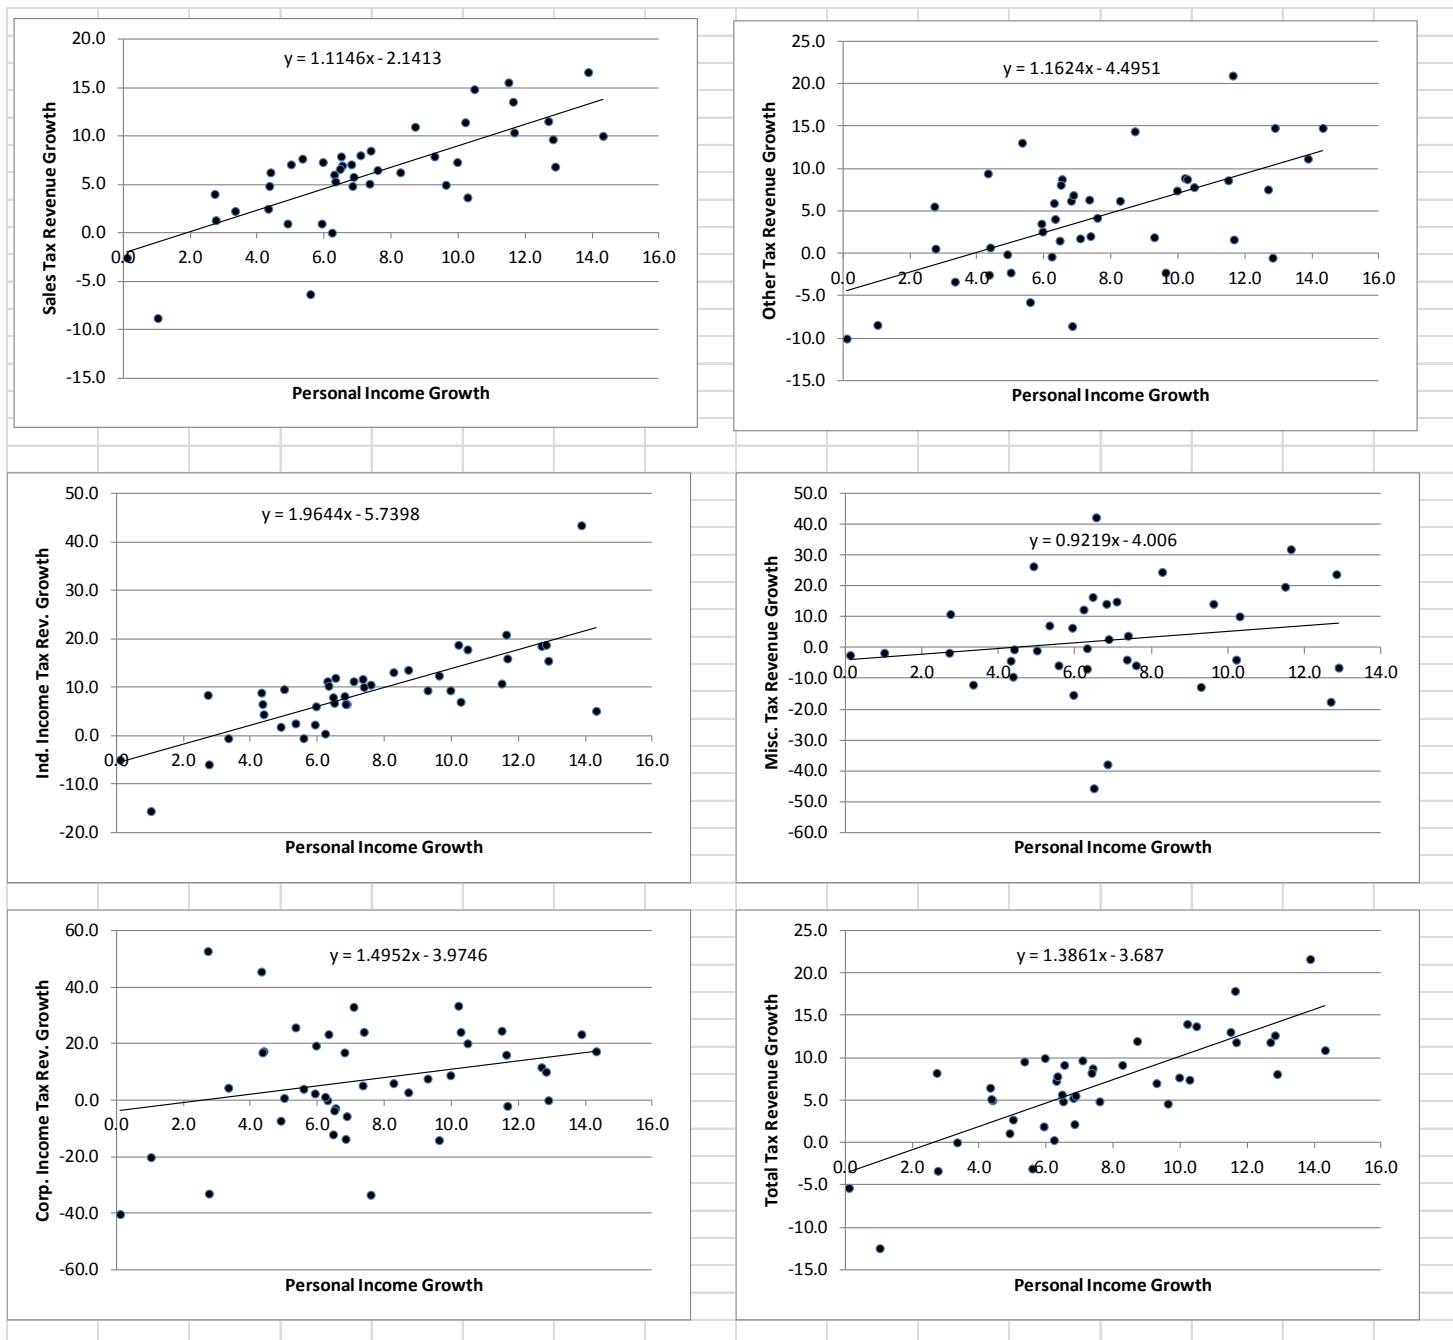 y = 1.1146x - 2.1413
20.0
15.0
10.0
5.0
0.0
-5.0
-10.0
-15.0
0.0 2.0 4.0 6.0 8.0 10.0 12.0 14.0 16.0
Sales Tax Revenue Growth
Personal Income Growth
y = 1.1624x - 4.4951
25.0
20.0
15.0
10.0
5.0
0.0
-5.0
-10.0
-15.0
0.0 2.0 4.0 6.0 8.0 10.0 12.0 14.0 16.0
Other Tax Revenue Growth
Personal Income Growth
y = 1.9644x - 5.7398
50.0
40.0
30.0
20.0
10.0
0.0
-10.0
-20.0
0.0 2.0 4.0 6.0 8.0 10.0 12.0 14.0 16.0
Ind. Income Tax Rev. Growth
Personal Income Growth
y = 0.9219x - 4.006
50.0
40.0
30.0
20.0
10.0
0.0
-10.0
-20.0
-30.0
-40.0
-50.0
-60.0
0.0 2.0 4.0 6.0 8.0 10.0 12.0 14.0
Misc. Tax Revenue Growth
Personal Income Growth
y = 1.4952x - 3.9746
60.0
40.0
20.0
0.0
-20.0
-40.0
-60.0
0.0 2.0 4.0 6.0 8.0 10.0 12.0 14.0 16.0
Corp. Income Tax Rev. Growth
Personal Income Growth
y = 1.3861x - 3.687
25.0
20.0
15.0
10.0
5.0
0.0
-5.0
-10.0
-15.0
0.0 2.0 4.0 6.0 8.0 10.0 12.0 14.0 16.0
Total Tax Revenue Growth
Personal Income Growth